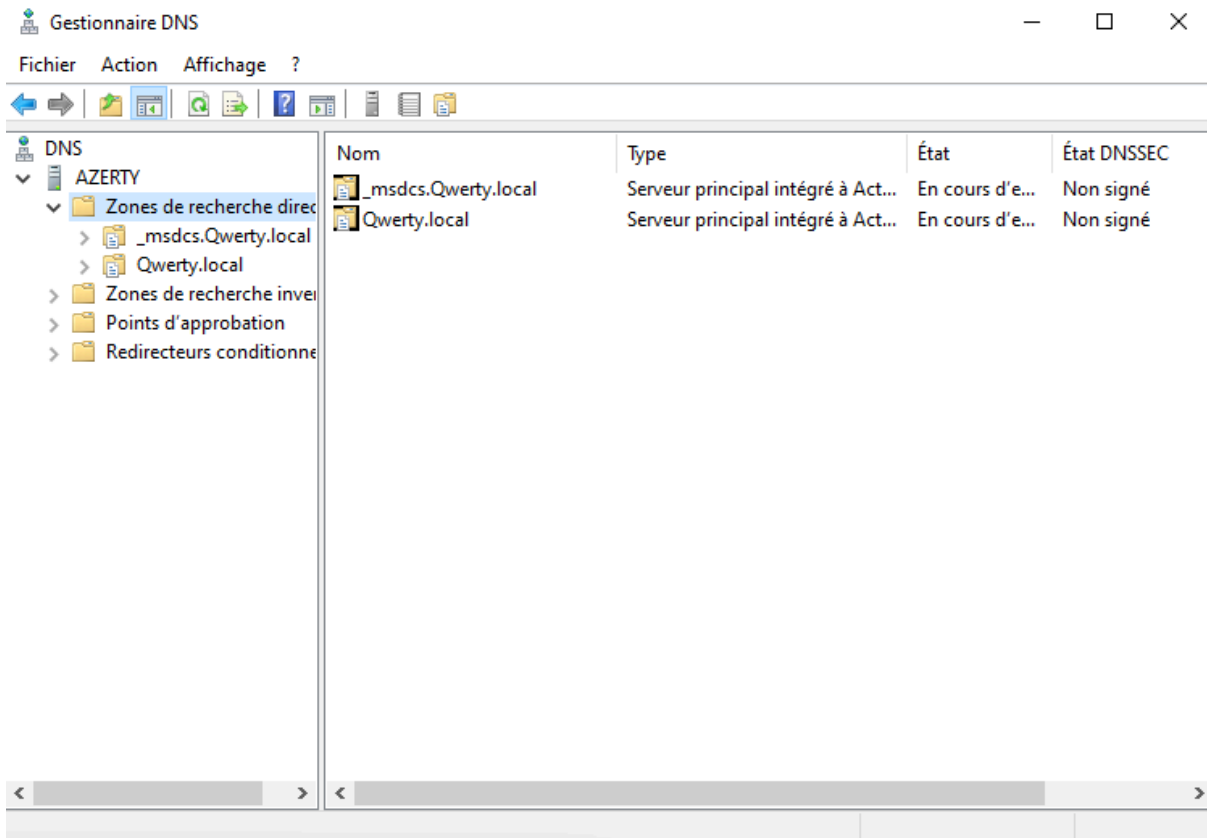 Gestionnaire DNS
Fichier Action Affichage ?
DNS
AZERTY
Zones de recherche direc
_msdcs.Qwerty.local
Qwerty.local
Zones de recherche inver
Points d'approbation
Redirecteurs conditionne
Nom Type État État DNSSEC
_msdcs.Qwerty.local Serveur principal intégré à Act... En cours d'e... Non signé
Qwerty.local Serveur principal intégré à Act... En cours d'e... Non signé